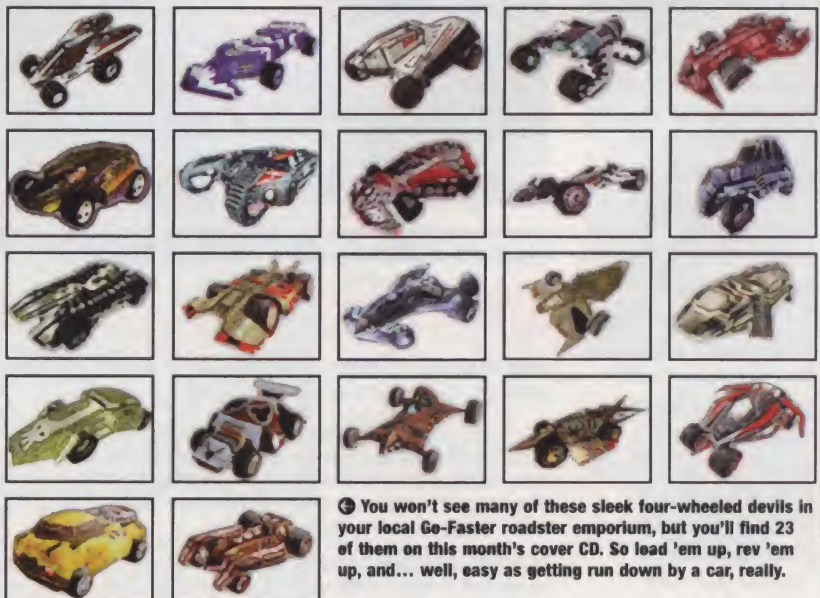 You won't see many of these sleek four-wheeled devils in
your local Go-Faster roadster emporium, but you'll find 23
of them on this month's cover CD. So load 'em up, rev 'em
up, and... well, easy as getting run down by a car, really.